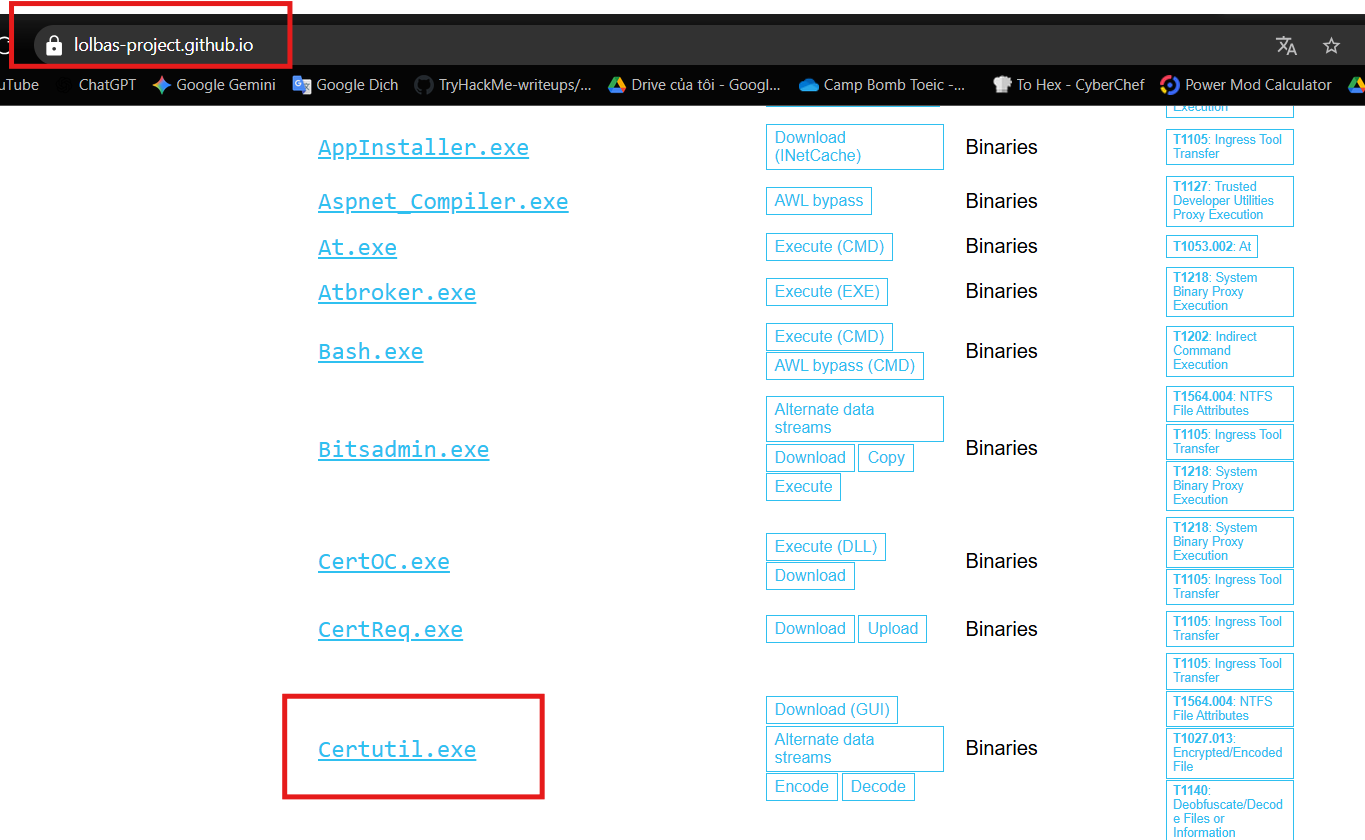 lolbas-project.github.io
uTube ChatGPT Google Gemini Google Dịch TryHackMe-writeups/... Drive của tôi - Googl... Camp Bomb Toeic -... To Hex - CyberChef Power Mod Calculator
Execution
AppInstaller.exe
Download
(INetCache)
Binaries
T1105: Ingress Tool
Transfer
Aspnet_Compiler.exe
AWL bypass
Binaries
T1127: Trusted
Developer Utilities
Proxy Execution
At.exe
Execute (CMD)
Binaries
T1053.002: At
Atbroker.exe
Execute (EXE)
Binaries
T1218: System
Binary Proxy
Execution
Bash.exe
Execute (CMD)
AWL bypass (CMD)
Binaries
T1202: Indirect
Command
Execution
Bitsadmin.exe
Alternate data
streams
Download Copy
Execute
Binaries
T1564.004: NTFS
File Attributes
T1105: Ingress Tool
Transfer
T1218: System
Binary Proxy
Execution
CertOC.exe
Execute (DLL)
Download
Binaries
T1218: System
Binary Proxy
Execution
T1105: Ingress Tool
Transfer
CertReq.exe
Download Upload
Binaries
T1105: Ingress Tool
Transfer
Certutil.exe
Download (GUI)
Alternate data
streams
Encode Decode
Binaries
T1105: Ingress Tool
Transfer
T1564.004: NTFS
File Attributes
T1027.013:
Encrypted/Encoded
File
T1140:
Deobfuscate/Decod
e Files or
Information